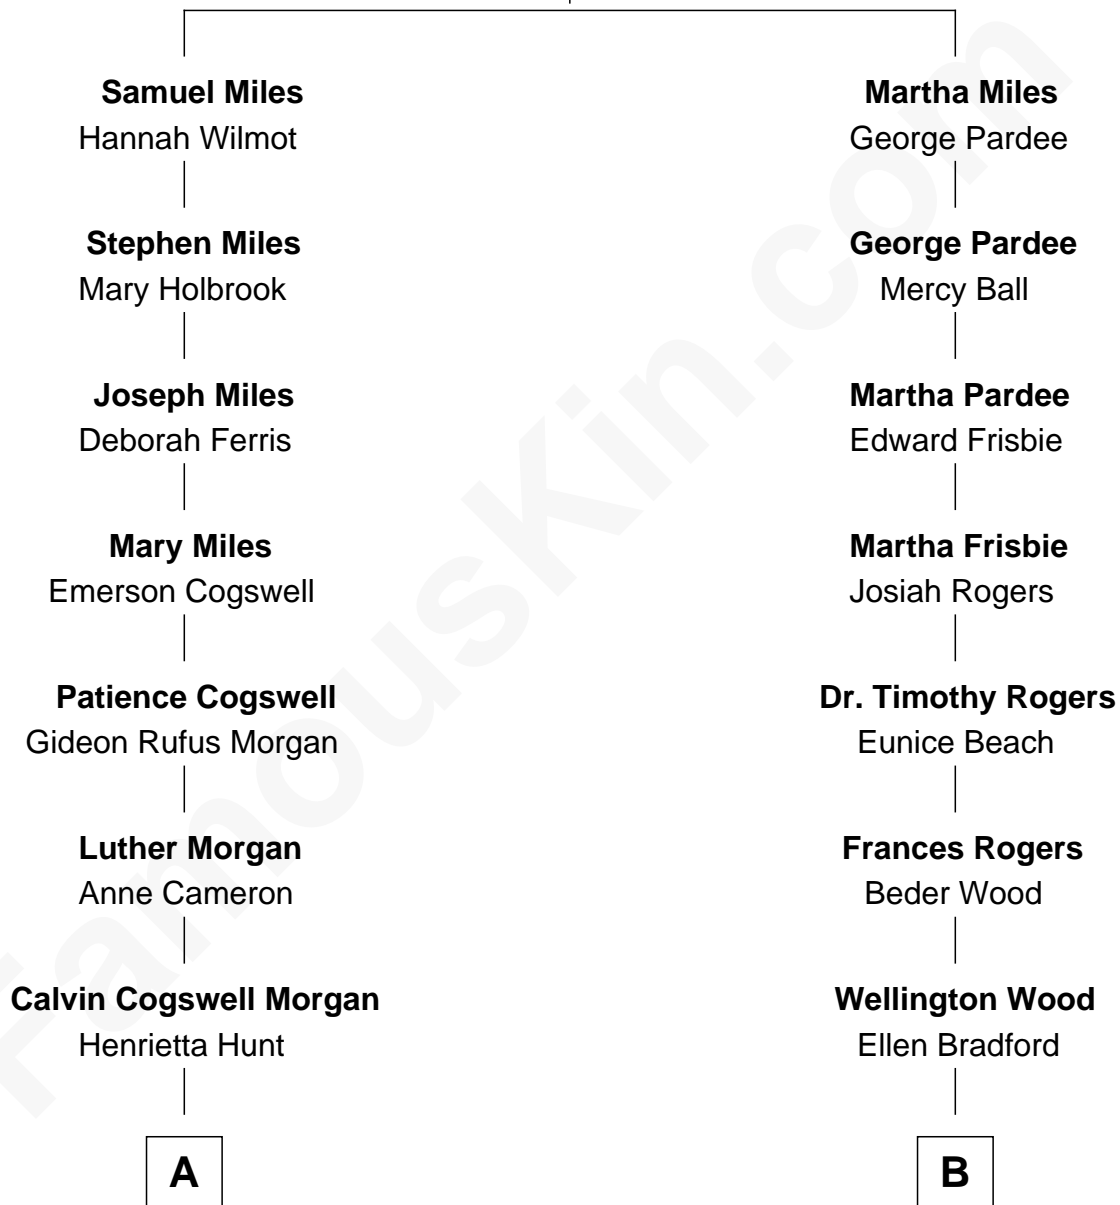 Samuel Miles
Hannah Wilmot
Stephen Miles
Mary Holbrook
Joseph Miles
Deborah Ferris
Mary Miles
Emerson Cogswell
Patience Cogswell
Gideon Rufus Morgan
Luther Morgan
Anne Cameron
Calvin Cogswell Morgan
Henrietta Hunt
A
Martha Miles
George Pardee
George Pardee
Mercy Ball
Martha Pardee
Edward Frisbie
Martha Frisbie
Josiah Rogers
Dr. Timothy Rogers
Eunice Beach
Frances Rogers
Beder Wood
Wellington Wood
Ellen Bradford
B
FamousKin.com